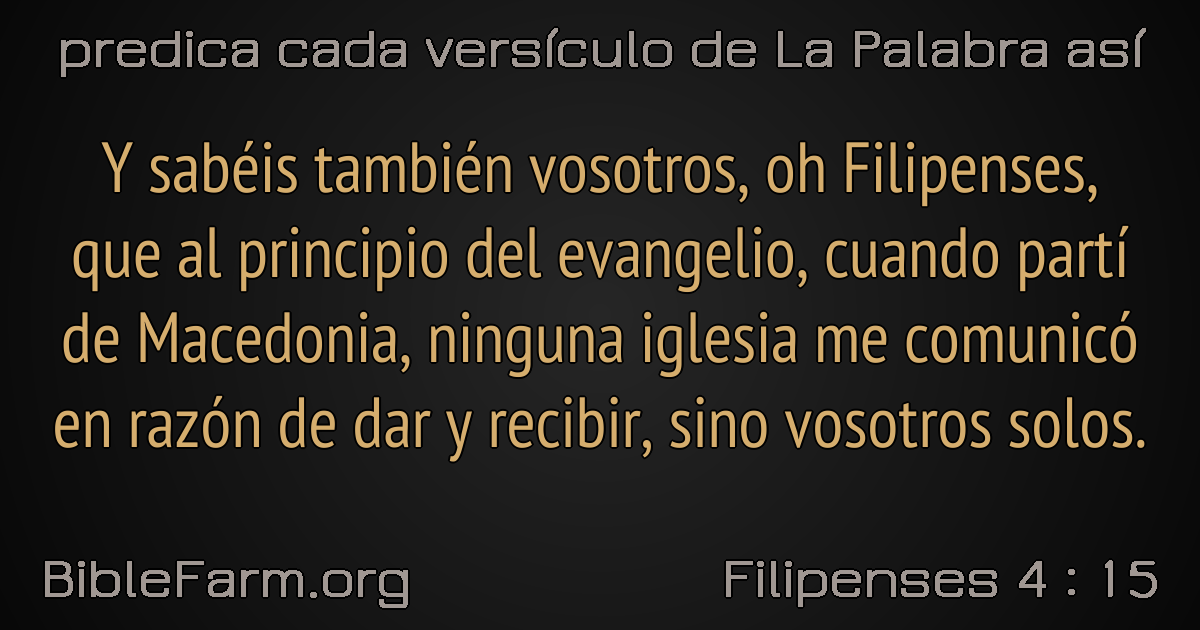 predica cada versículo de La Palabra así
Y sabéis también vosotros, oh Filipenses,
que al principio del evangelio, cuando partí
de Macedonia, ninguna iglesia me comunicó
en razón de dar y recibir, sino vosotros solos.
BibleFarm.org
Filipenses 4 : 15